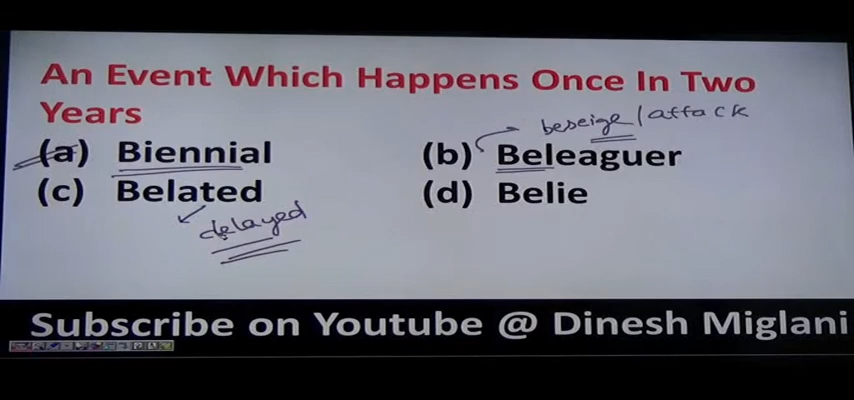 An Event Which Happens Once In Two
Years
beseige / attack
(a) Biennial (b) Beleaguer
(c) Belated (d) Belie
delayed
Subscribe on Youtube @ Dinesh Miglani